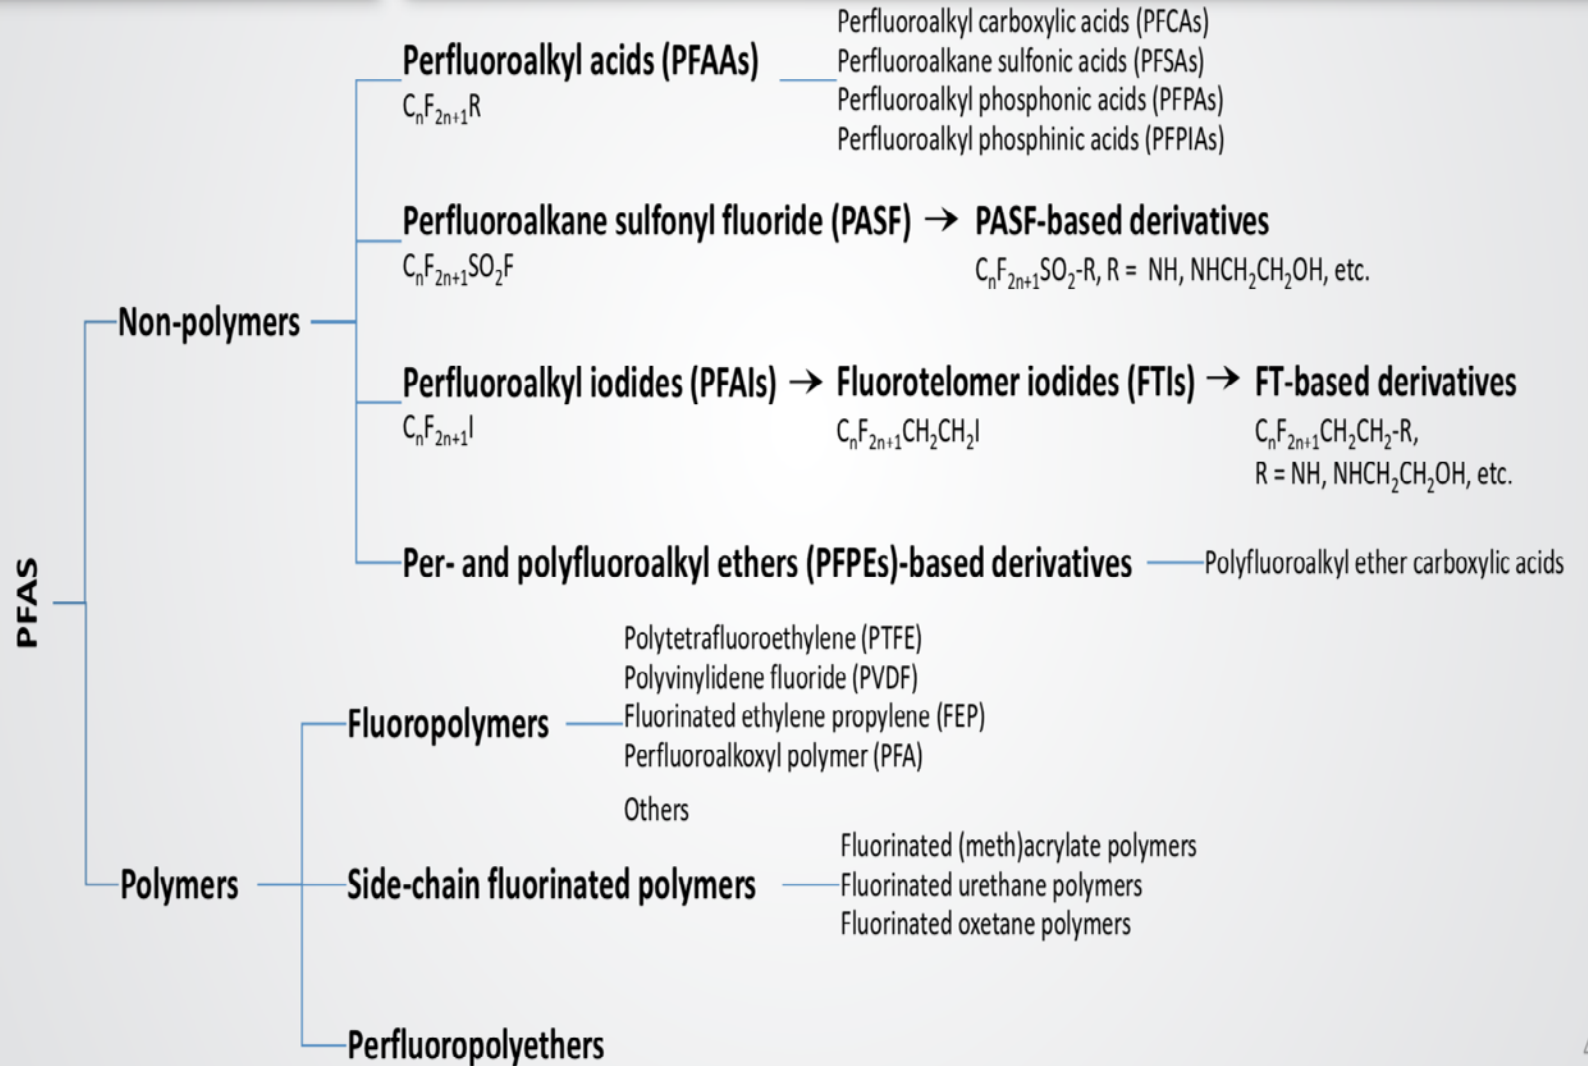 Perfluoroalkyl acids (PFAAs)
CnF2n+1R
Perfluoroalkyl carboxylic acids (PFCAs)
Perfluoroalkane sulfonic acids (PFSAs)
Perfluoroalkyl phosphonic acids (PFPAs)
Perfluoroalkyl phosphinic acids (PFPIAs)
Perfluoroalkane sulfonyl fluoride (PASF) → PASF-based derivatives
CnF2n+1SO2F
CnF2n+1SO2-R, R = NH, NHCH2CH2OH, etc.
Non-polymers
Perfluoroalkyl iodides (PFAIs) → Fluorotelomer iodides (FTIs) → FT-based derivatives
CnF2n+1I
CnF2n+1CH2CH2I
CnF2n+1CH2CH2-R,
R = NH, NHCH2CH2OH, etc.
Per- and polyfluoroalkyl ethers (PFPEs)-based derivatives
Polyfluoroalkyl ether carboxylic acids
PFAS
Fluoropolymers
Polytetrafluoroethylene (PTFE)
Polyvinylidene fluoride (PVDF)
Fluorinated ethylene propylene (FEP)
Perfluoroalkoxyl polymer (PFA)
Others
Polymers
Side-chain fluorinated polymers
Fluorinated (meth)acrylate polymers
Fluorinated urethane polymers
Fluorinated oxetane polymers
Perfluoropolyethers